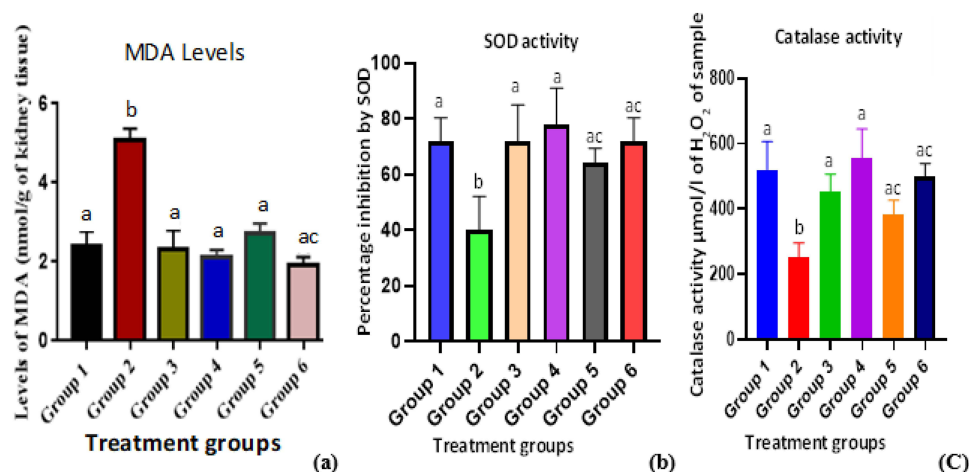 MDA Levels
Levels of MDA (nmol/g of kidney tissue)
6
4
2
0
a
b
a
a
a
ac
Group 1
Group 2
Group 3
Group 4
Group 5
Group 6
Treatment groups
(a)
SOD activity
Percentage inhibition by SOD
100
80
60
40
20
0
a
b
a
a
ac
ac
Group 1
Group 2
Group 3
Group 4
Group 5
Group 6
Treatment groups
(b)
Catalase activity
Catalase activity µmol/l of H2O2 of sample
800
600
400
200
0
a
b
a
a
ac
ac
Group 1
Group 2
Group 3
Group 4
Group 5
Group 6
Treatment groups
(C)